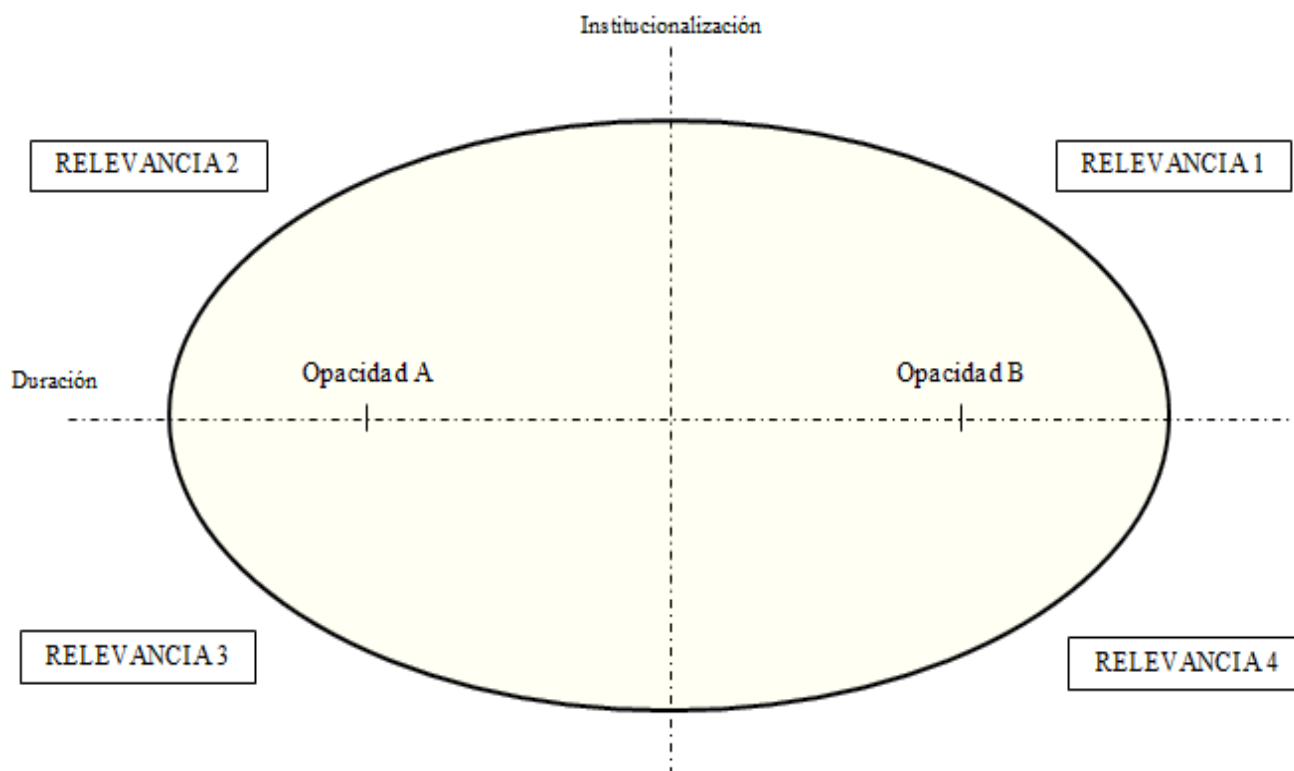 Institucionalización
RELEVANCIA 2
RELEVANCIA 1
Duración
Opacidad A
Opacidad B
RELEVANCIA 3
RELEVANCIA 4